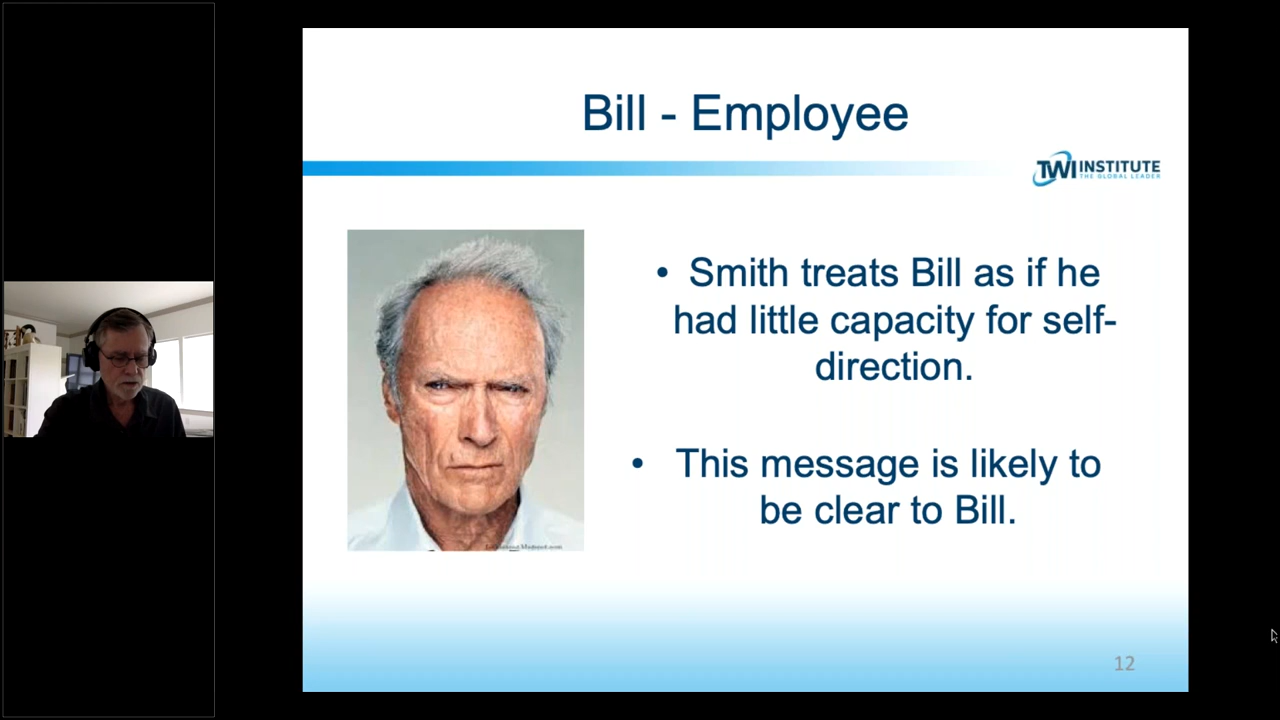 Bill - Employee
TWI INSTITUTE
THE GLOBAL LEADER
• Smith treats Bill as if he
had little capacity for self-
direction.
• This message is likely to
be clear to Bill.
12